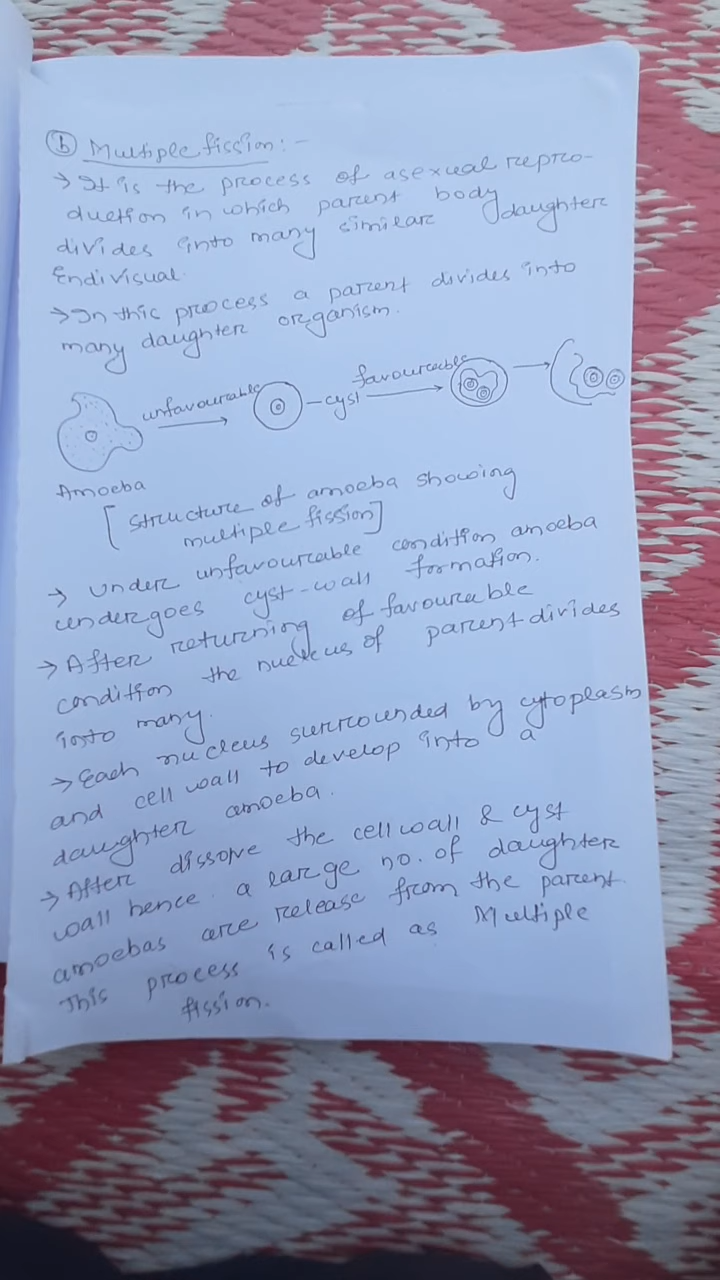 ⓑ Multiple fission :-
→ It is the process of asexual repro-
duction in which parent body
divides into many similar daughter
Endivisual.
→ In this process a parent divides into
many daughter organism.
unfavourable
cyst
favourable
Amoeba
[structure of amoeba showing
multiple fission]
→ under unfavourable condition amoeba
undergoes cyst-wall formation.
→ After returning of favourable
condition the nucleus of parent divides
into many.
→ Each nucleus surrounded by cytoplasm
and cell wall to develop into a
daughter amoeba.
→ After dissolve the cell wall & cyst
wall hence a large no. of daughter
amoebas are release from the parent.
This process is called as Multiple
fission.